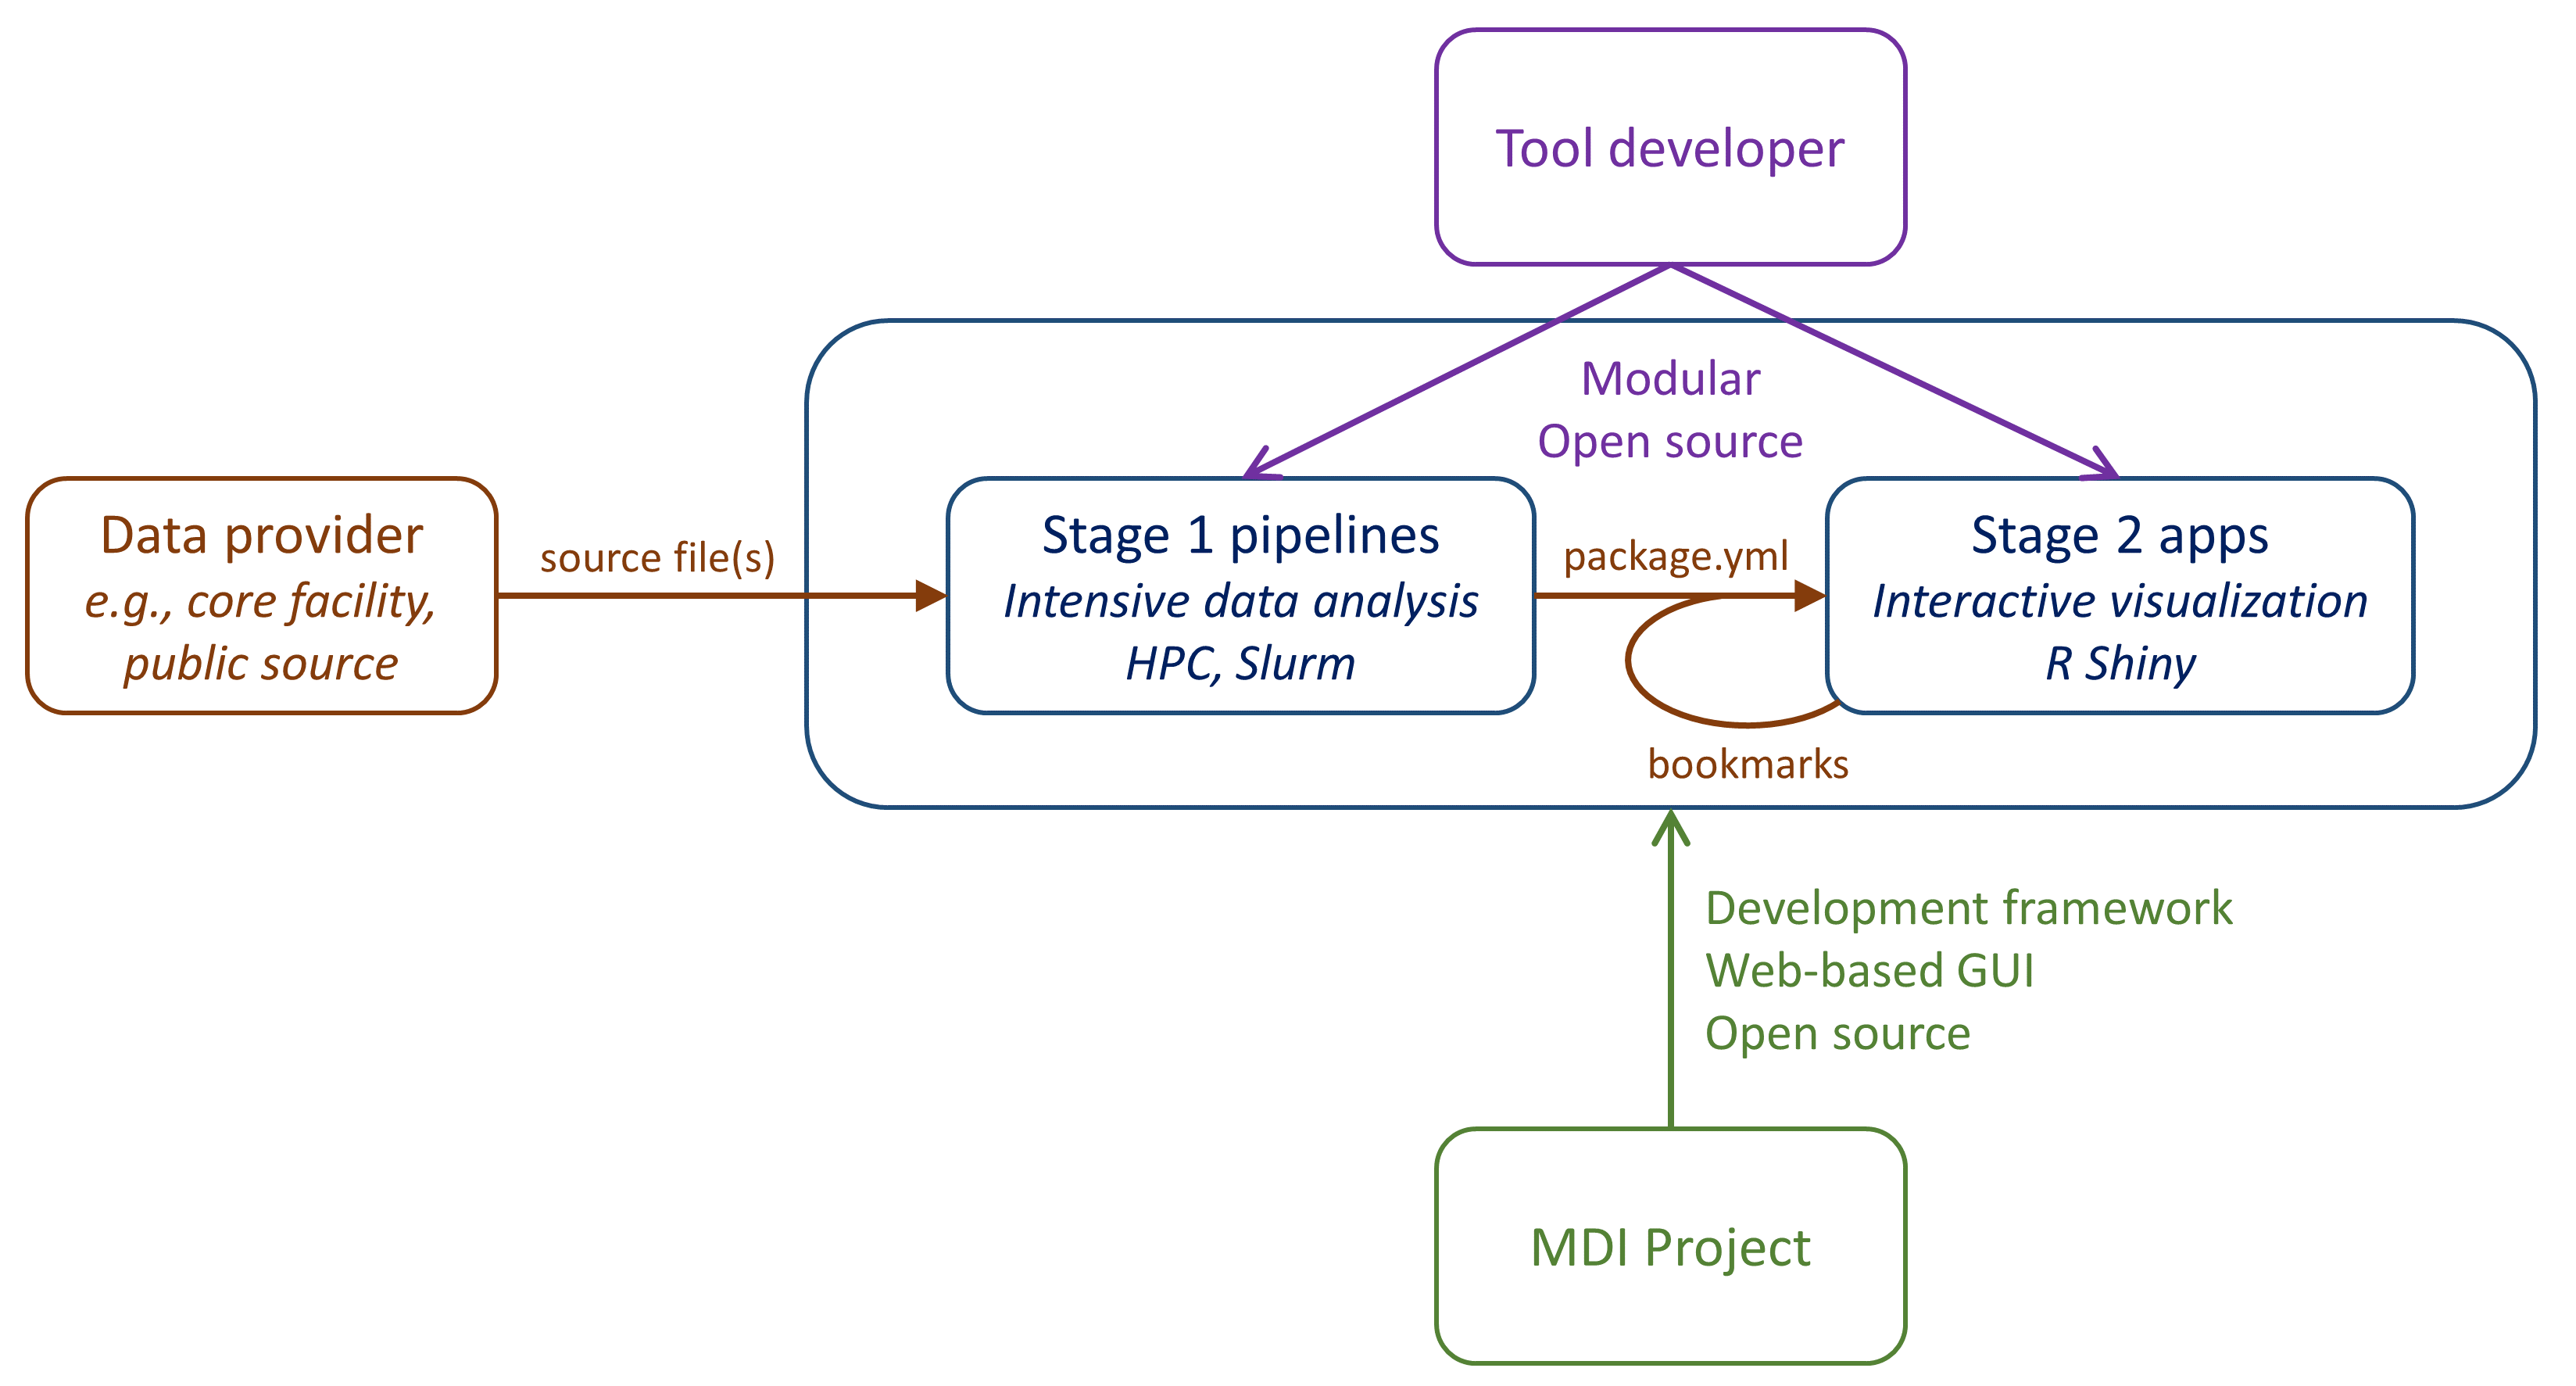 Tool developer
Modular
Open source
Data provider
e.g., core facility,
public source
source file(s)
Stage 1 pipelines
Intensive data analysis
HPC, Slurm
package.yml
bookmarks
Stage 2 apps
Interactive visualization
R Shiny
Development framework
Web-based GUI
Open source
MDI Project